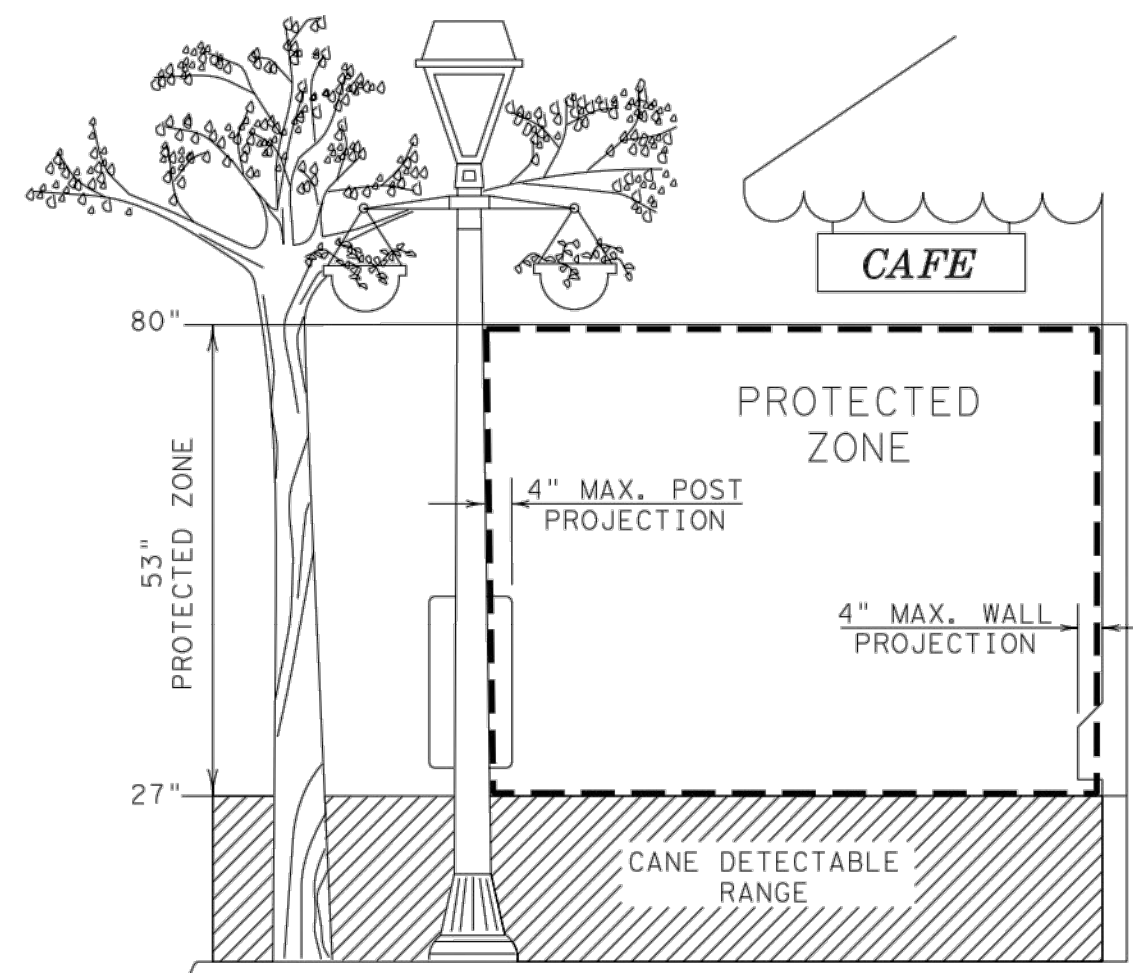 CAFE
80"
PROTECTED
ZONE
53"
PROTECTED ZONE
4" MAX. POST
PROJECTION
4" MAX. WALL
PROJECTION
27"
CANE DETECTABLE
RANGE